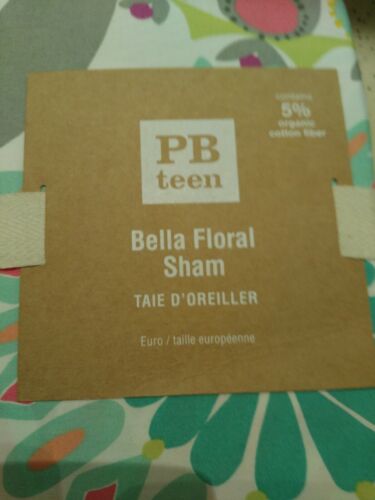 contains
5%
organic
cotton fiber
PB
teen
Bella Floral
Sham
TAIE D'OREILLER
Euro / taille européenne